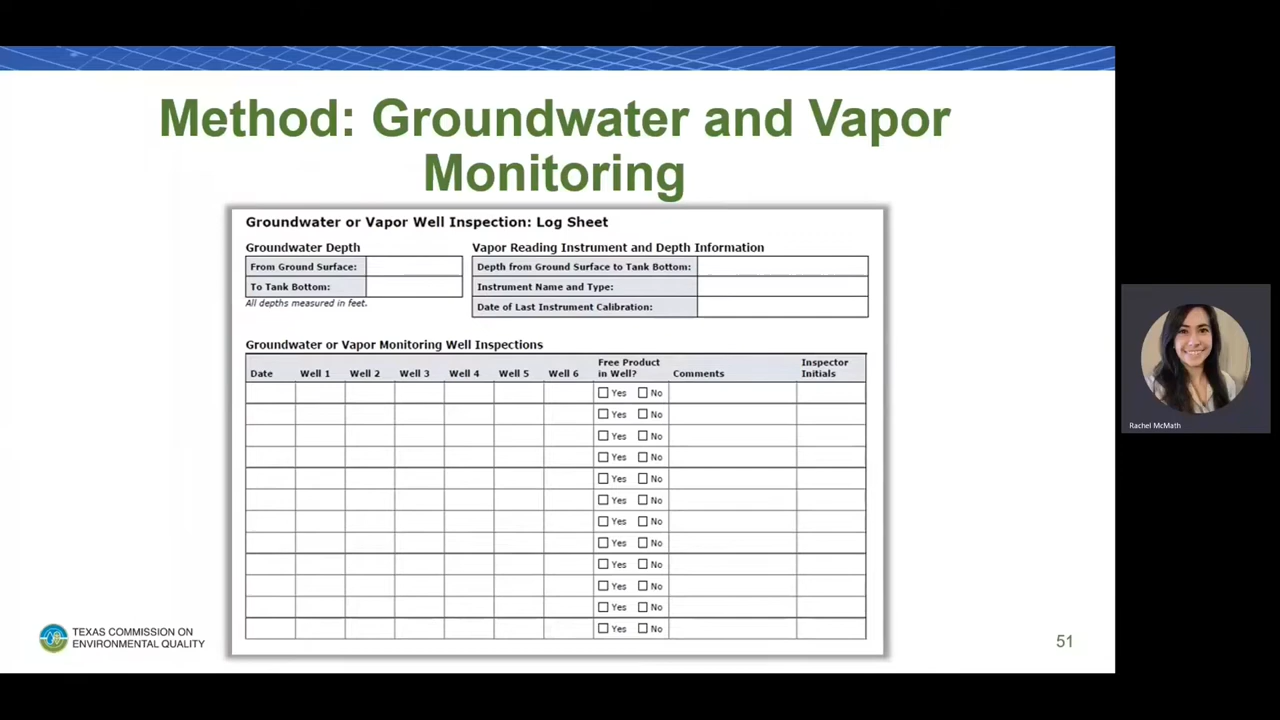 Method: Groundwater and Vapor
Monitoring
Groundwater or Vapor Well Inspection: Log Sheet
Groundwater Depth
From Ground Surface:
To Tank Bottom:
All depths measured in feet.
Vapor Reading Instrument and Depth Information
Depth from Ground Surface to Tank Bottom:
Instrument Name and Type:
Date of Last Instrument Calibration:
Groundwater or Vapor Monitoring Well Inspections
Date Well 1 Well 2 Well 3 Well 4 Well 5 Well 6 Free Product in Well? Comments Inspector Initials
Yes No
Yes No
Yes No
Yes No
Yes No
Yes No
Yes No
Yes No
Yes No
Yes No
Yes No
Yes No
TEXAS COMMISSION ON
ENVIRONMENTAL QUALITY
51
Rachel McMath